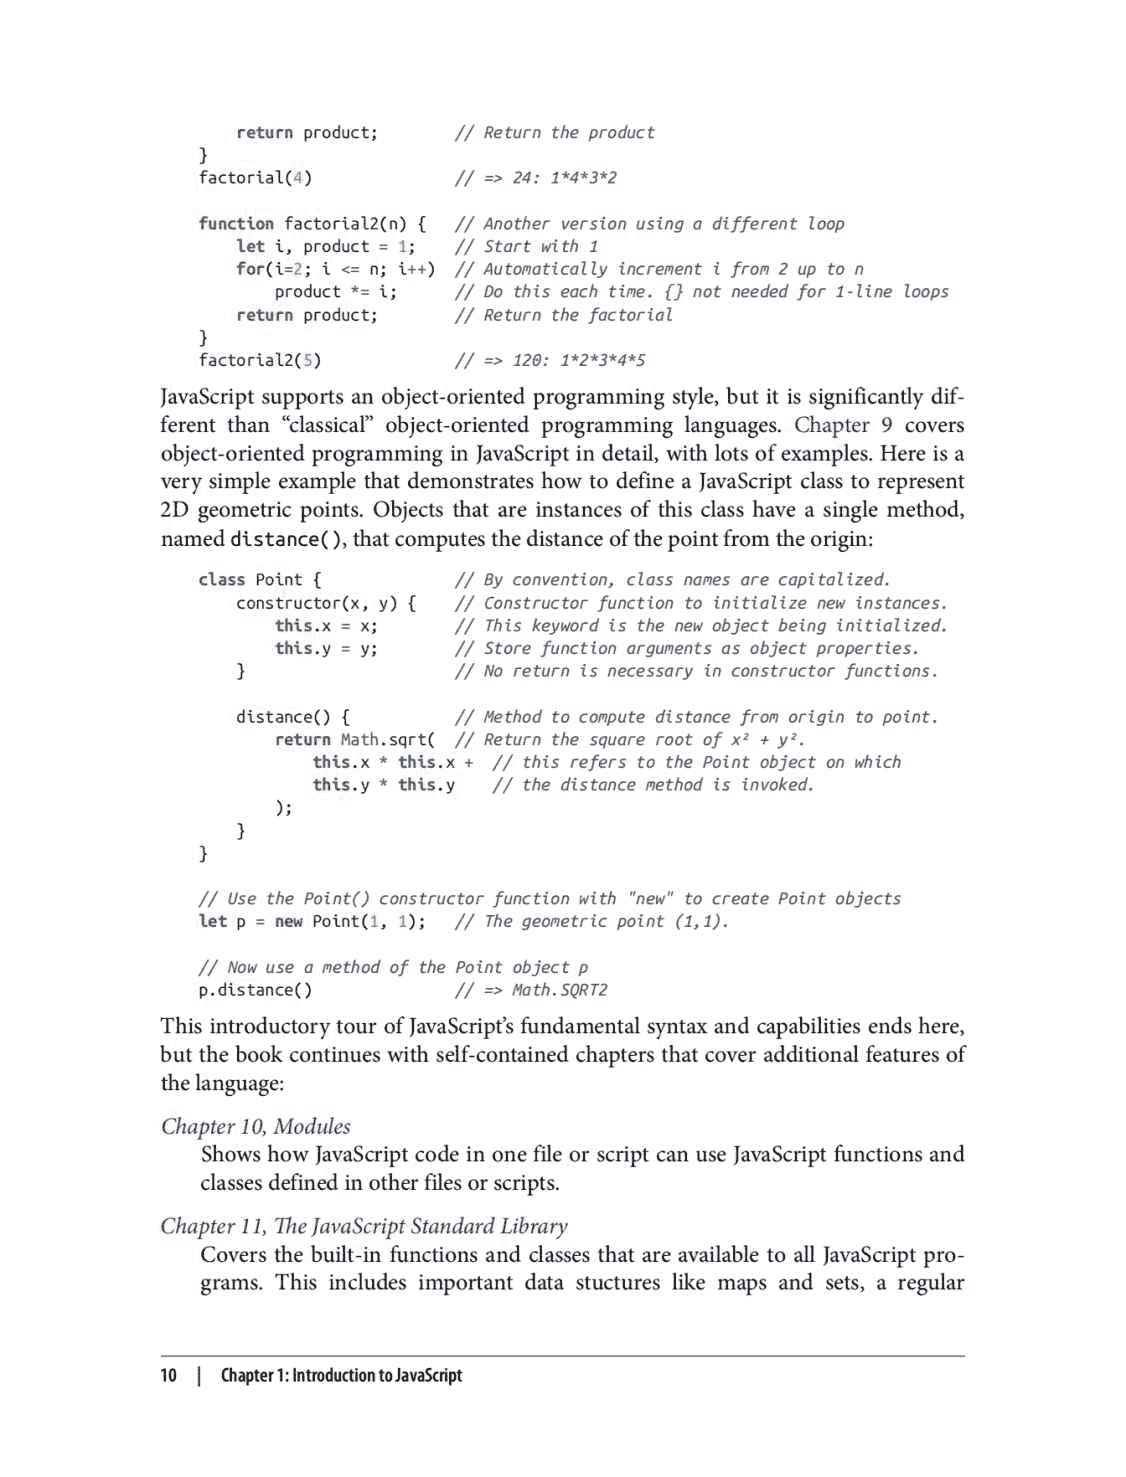 return product;        // Return the product
}
factorial(4)               // => 24: 1*4*3*2
function factorial2(n) {   // Another version using a different loop
    let i, product = 1;    // Start with 1
    for(i=2; i <= n; i++)  // Automatically increment i from 2 up to n
        product *= i;      // Do this each time. {} not needed for 1-line loops
    return product;        // Return the factorial
}
factorial2(5)              // => 120: 1*2*3*4*5
JavaScript supports an object-oriented programming style, but it is significantly dif-
ferent than “classical” object-oriented programming languages. Chapter 9 covers
object-oriented programming in JavaScript in detail, with lots of examples. Here is a
very simple example that demonstrates how to define a JavaScript class to represent
2D geometric points. Objects that are instances of this class have a single method,
named distance(), that computes the distance of the point from the origin:
class Point {              // By convention, class names are capitalized.
    constructor(x, y) {    // Constructor function to initialize new instances.
        this.x = x;        // This keyword is the new object being initialized.
        this.y = y;        // Store function arguments as object properties.
    }                      // No return is necessary in constructor functions.
    distance() {           // Method to compute distance from origin to point.
        return Math.sqrt(  // Return the square root of x² + y².
            this.x * this.x +  // this refers to the Point object on which
            this.y * this.y    // the distance method is invoked.
        );
    }
}
// Use the Point() constructor function with "new" to create Point objects
let p = new Point(1, 1);   // The geometric point (1,1).
// Now use a method of the Point object p
p.distance()               // => Math.SQRT2
This introductory tour of JavaScript’s fundamental syntax and capabilities ends here,
but the book continues with self-contained chapters that cover additional features of
the language:
Chapter 10, Modules
Shows how JavaScript code in one file or script can use JavaScript functions and
classes defined in other files or scripts.
Chapter 11, The JavaScript Standard Library
Covers the built-in functions and classes that are available to all JavaScript pro-
grams. This includes important data stuctures like maps and sets, a regular
10 | Chapter 1: Introduction to JavaScript